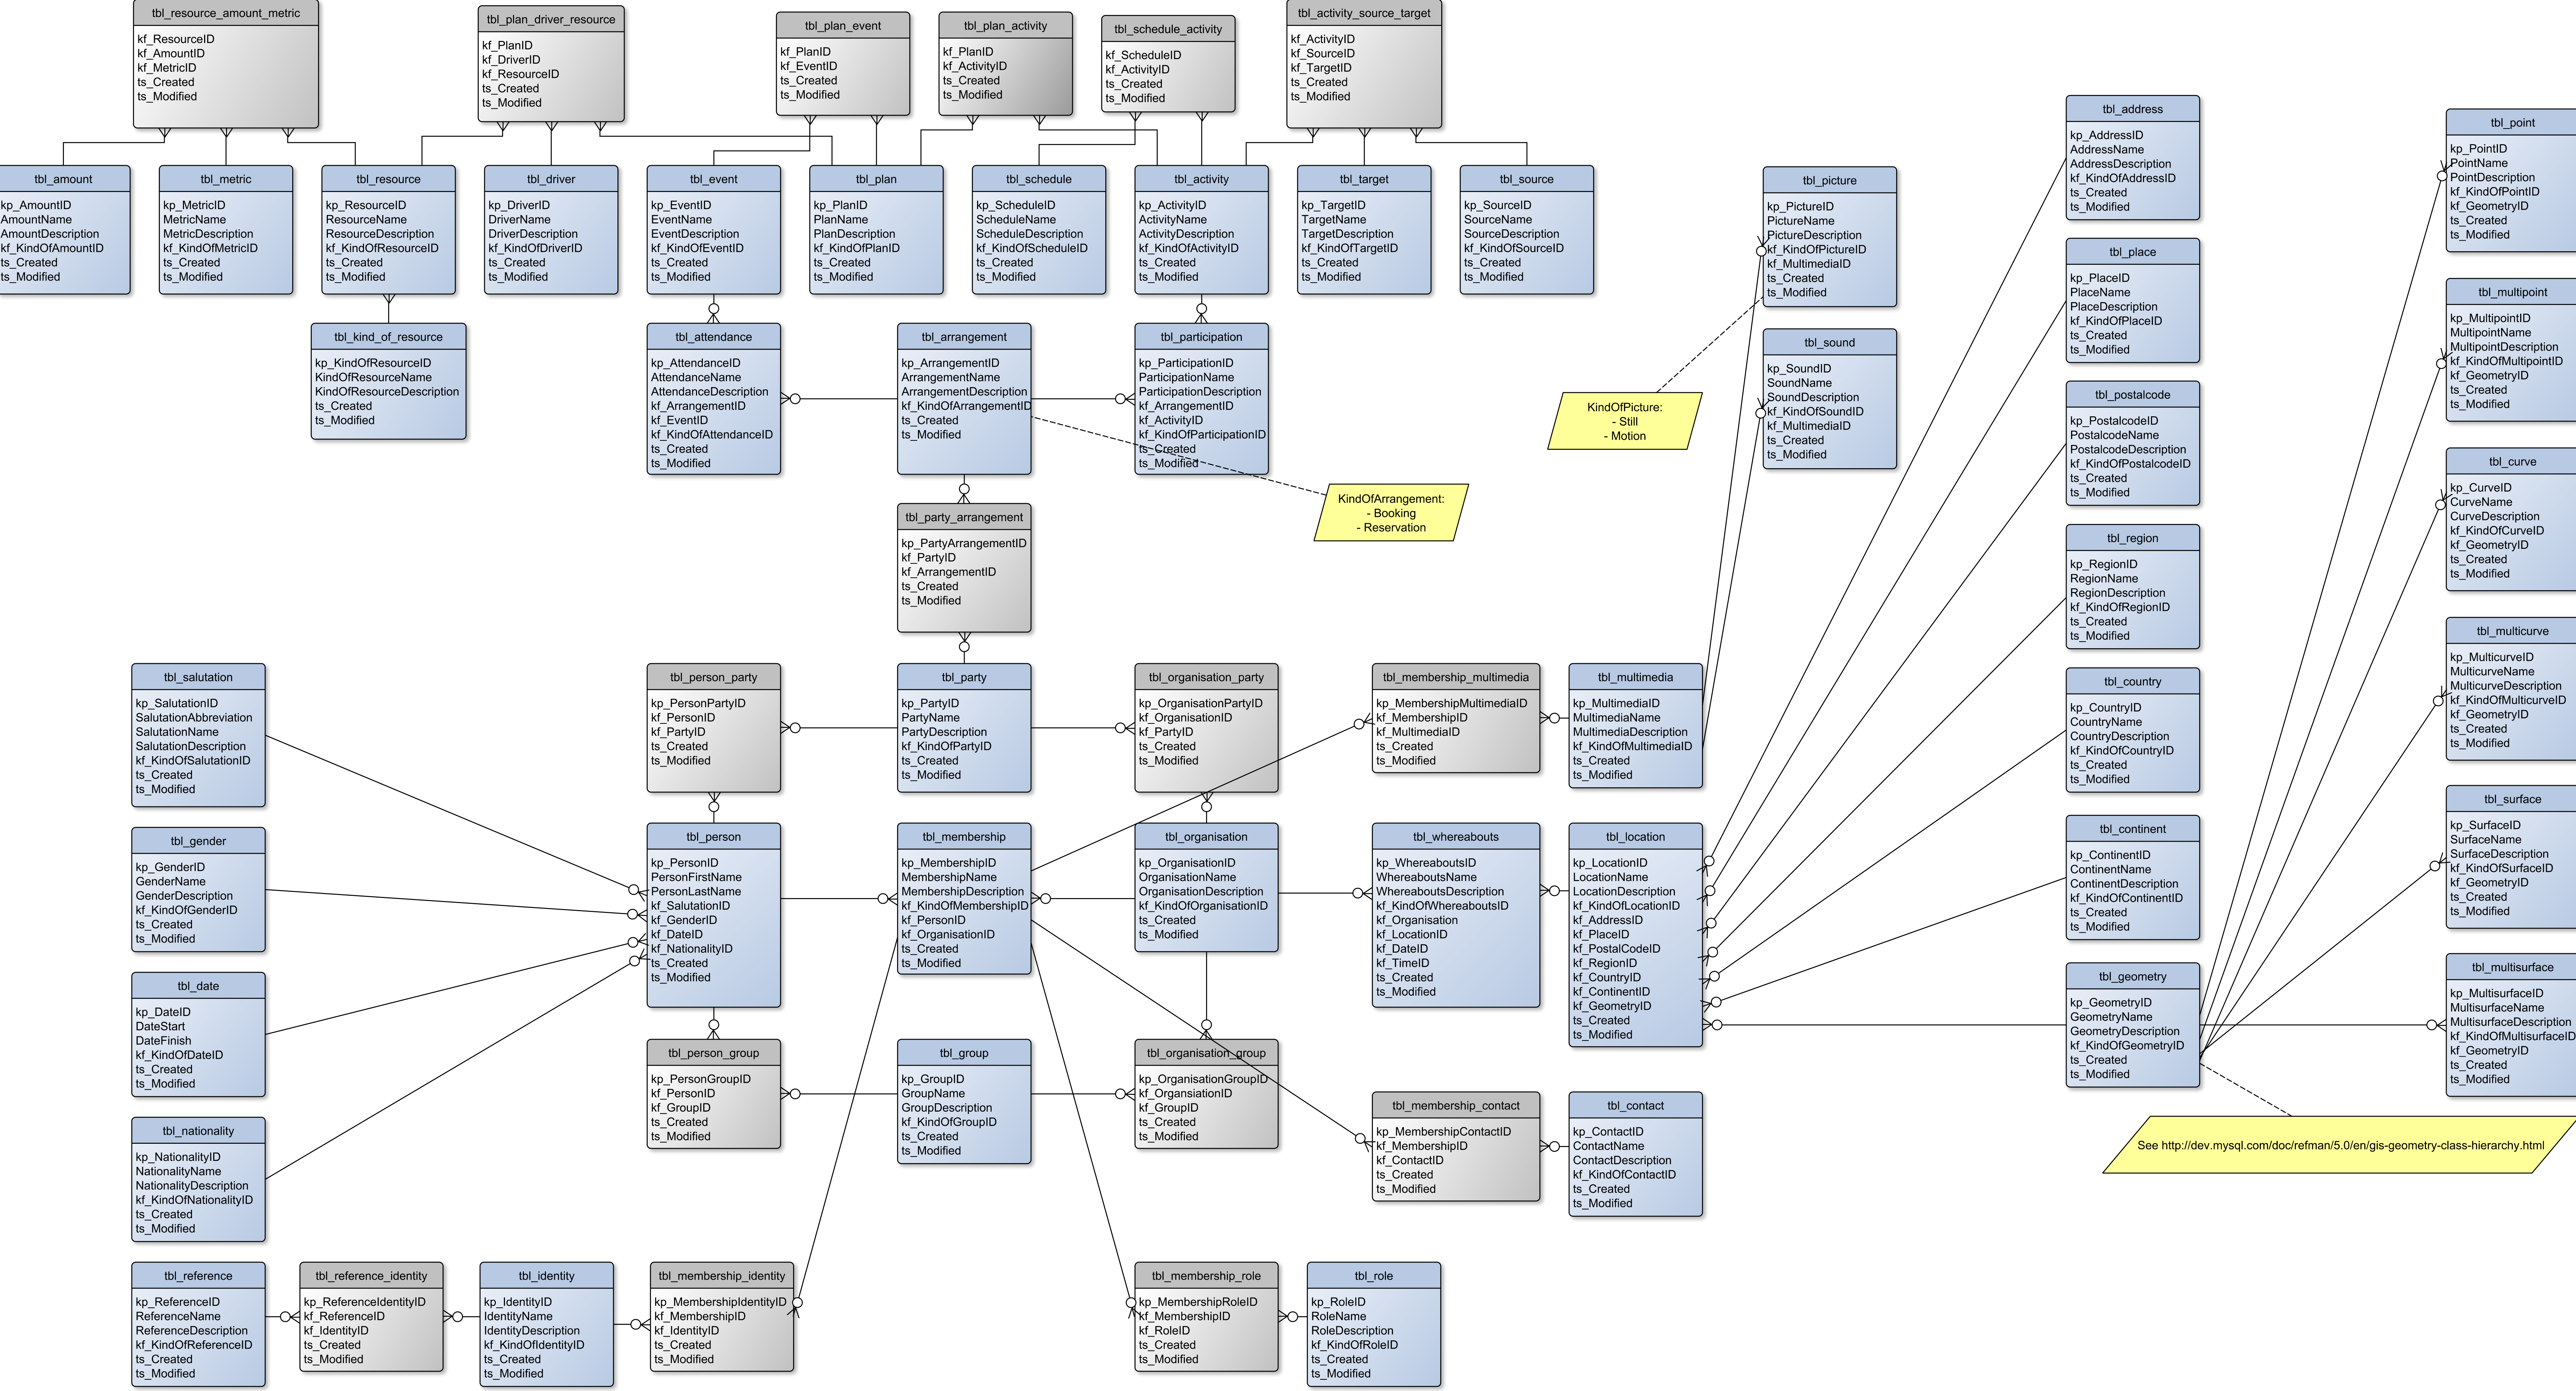 tbl_resource_amount_metric
kf_ResourceID
kf_AmountID
kf_MetricID
ts_Created
ts_Modified
tbl_plan_driver_resource
kf_PlanID
kf_DriverID
kf_ResourceID
ts_Created
ts_Modified
tbl_plan_event
kf_PlanID
kf_EventID
ts_Created
ts_Modified
tbl_plan_activity
kf_PlanID
kf_ActivityID
ts_Created
ts_Modified
tbl_schedule_activity
kf_ScheduleID
kf_ActivityID
ts_Created
ts_Modified
tbl_activity_source_target
kf_ActivityID
kf_SourceID
kf_TargetID
ts_Created
ts_Modified
tbl_amount
kp_AmountID
AmountName
AmountDescription
kf_KindOfAmountID
ts_Created
ts_Modified
tbl_metric
kp_MetricID
MetricName
MetricDescription
kf_KindOfMetricID
ts_Created
ts_Modified
tbl_resource
kp_ResourceID
ResourceName
ResourceDescription
kf_KindOfResourceID
ts_Created
ts_Modified
tbl_driver
kp_DriverID
DriverName
DriverDescription
kf_KindOfDriverID
ts_Created
ts_Modified
tbl_event
kp_EventID
EventName
EventDescription
kf_KindOfEventID
ts_Created
ts_Modified
tbl_plan
kp_PlanID
PlanName
PlanDescription
kf_KindOfPlanID
ts_Created
ts_Modified
tbl_schedule
kp_ScheduleID
ScheduleName
ScheduleDescription
kf_KindOfScheduleID
ts_Created
ts_Modified
tbl_activity
kp_ActivityID
ActivityName
ActivityDescription
kf_KindOfActivityID
ts_Created
ts_Modified
tbl_target
kp_TargetID
TargetName
TargetDescription
kf_KindOfTargetID
ts_Created
ts_Modified
tbl_source
kp_SourceID
SourceName
SourceDescription
kf_KindOfSourceID
ts_Created
ts_Modified
tbl_picture
kp_PictureID
PictureName
PictureDescription
kf_KindOfPictureID
kf_MultimediaID
ts_Created
ts_Modified
tbl_address
kp_AddressID
AddressName
AddressDescription
kf_KindOfAddressID
ts_Created
ts_Modified
tbl_point
kp_PointID
PointName
PointDescription
kf_KindOfPointID
kf_GeometryID
ts_Created
ts_Modified
tbl_place
kp_PlaceID
PlaceName
PlaceDescription
kf_KindOfPlaceID
ts_Created
ts_Modified
tbl_multipoint
kp_MultipointID
MultipointName
MultipointDescription
kf_KindOfMultipointID
kf_GeometryID
ts_Created
ts_Modified
tbl_kind_of_resource
kp_KindOfResourceID
KindOfResourceName
KindOfResourceDescription
ts_Created
ts_Modified
tbl_attendance
kp_AttendanceID
AttendanceName
AttendanceDescription
kf_ArrangementID
kf_EventID
kf_KindOfAttendanceID
ts_Created
ts_Modified
tbl_arrangement
kp_ArrangementID
ArrangementName
ArrangementDescription
kf_KindOfArrangementID
ts_Created
ts_Modified
tbl_participation
kp_ParticipationID
ParticipationName
ParticipationDescription
kf_ArrangementID
kf_ActivityID
kf_KindOfParticipationID
ts_Created
ts_Modified
tbl_sound
kp_SoundID
SoundName
SoundDescription
kf_KindOfSoundID
kf_MultimediaID
ts_Created
ts_Modified
KindOfPicture:
- Still
- Motion
KindOfArrangement:
- Booking
- Reservation
tbl_postalcode
kp_PostalcodeID
PostalcodeName
PostalcodeDescription
kf_KindOfPostalcodeID
ts_Created
ts_Modified
tbl_curve
kp_CurveID
CurveName
CurveDescription
kf_KindOfCurveID
kf_GeometryID
ts_Created
ts_Modified
tbl_party_arrangement
kp_PartyArrangementID
kf_PartyID
kf_ArrangementID
ts_Created
ts_Modified
tbl_region
kp_RegionID
RegionName
RegionDescription
kf_KindOfRegionID
ts_Created
ts_Modified
tbl_multicurve
kp_MulticurveID
MulticurveName
MulticurveDescription
kf_KindOfMulticurveID
kf_GeometryID
ts_Created
ts_Modified
tbl_salutation
kp_SalutationID
SalutationAbbreviation
SalutationName
SalutationDescription
kf_KindOfSalutationID
ts_Created
ts_Modified
tbl_person_party
kp_PersonPartyID
kf_PersonID
kf_PartyID
ts_Created
ts_Modified
tbl_party
kp_PartyID
PartyName
PartyDescription
kf_KindOfPartyID
ts_Created
ts_Modified
tbl_organisation_party
kp_OrganisationPartyID
kf_OrganisationID
kf_PartyID
ts_Created
ts_Modified
tbl_membership_multimedia
kp_MembershipMultimediaID
kf_MembershipID
kf_MultimediaID
ts_Created
ts_Modified
tbl_multimedia
kp_MultimediaID
MultimediaName
MultimediaDescription
kf_KindOfMultimediaID
ts_Created
ts_Modified
tbl_country
kp_CountryID
CountryName
CountryDescription
kf_KindOfCountryID
ts_Created
ts_Modified
tbl_surface
kp_SurfaceID
SurfaceName
SurfaceDescription
kf_KindOfSurfaceID
kf_GeometryID
ts_Created
ts_Modified
tbl_gender
kp_GenderID
GenderName
GenderDescription
kf_KindOfGenderID
ts_Created
ts_Modified
tbl_person
kp_PersonID
PersonFirstName
PersonLastName
kf_SalutationID
kf_GenderID
kf_DateID
kf_NationalityID
ts_Created
ts_Modified
tbl_membership
kp_MembershipID
MembershipName
MembershipDescription
kf_KindOfMembershipID
kf_PersonID
kf_OrganisationID
ts_Created
ts_Modified
tbl_organisation
kp_OrganisationID
OrganisationName
OrganisationDescription
kf_KindOfOrganisationID
ts_Created
ts_Modified
tbl_whereabouts
kp_WhereaboutsID
WhereaboutsName
WhereaboutsDescription
kf_KindOfWhereaboutsID
kf_Organisation
kf_LocationID
kf_DateID
kf_TimeID
ts_Created
ts_Modified
tbl_location
kp_LocationID
LocationName
LocationDescription
kf_KindOfLocationID
kf_AddressID
kf_PlaceID
kf_PostalCodeID
kf_RegionID
kf_CountryID
kf_ContinentID
kf_GeometryID
ts_Created
ts_Modified
tbl_continent
kp_ContinentID
ContinentName
ContinentDescription
kf_KindOfContinentID
ts_Created
ts_Modified
tbl_date
kp_DateID
DateStart
DateFinish
kf_KindOfDateID
ts_Created
ts_Modified
tbl_geometry
kp_GeometryID
GeometryName
GeometryDescription
kf_KindOfGeometryID
ts_Created
ts_Modified
tbl_multisurface
kp_MultisurfaceID
MultisurfaceName
MultisurfaceDescription
kf_KindOfMultisurfaceID
kf_GeometryID
ts_Created
ts_Modified
tbl_person_group
kp_PersonGroupID
kf_PersonID
kf_GroupID
ts_Created
ts_Modified
tbl_group
kp_GroupID
GroupName
GroupDescription
kf_KindOfGroupID
ts_Created
ts_Modified
tbl_organisation_group
kp_OrganisationGroupID
kf_OrgansiationID
kf_GroupID
ts_Created
ts_Modified
tbl_membership_contact
kp_MembershipContactID
kf_MembershipID
kf_ContactID
ts_Created
ts_Modified
tbl_contact
kp_ContactID
ContactName
ContactDescription
kf_KindOfContactID
ts_Created
ts_Modified
See http://dev.mysql.com/doc/refman/5.0/en/gis-geometry-class-hierarchy.html
tbl_nationality
kp_NationalityID
NationalityName
NationalityDescription
kf_KindOfNationalityID
ts_Created
ts_Modified
tbl_reference
kp_ReferenceID
ReferenceName
ReferenceDescription
kf_KindOfReferenceID
ts_Created
ts_Modified
tbl_reference_identity
kp_ReferenceIdentityID
kf_ReferenceID
kf_IdentityID
ts_Created
ts_Modified
tbl_identity
kp_IdentityID
IdentityName
IdentityDescription
kf_KindOfIdentityID
ts_Created
ts_Modified
tbl_membership_identity
kp_MembershipIdentityID
kf_MembershipID
kf_IdentityID
ts_Created
ts_Modified
tbl_membership_role
kp_MembershipRoleID
kf_MembershipID
kf_RoleID
ts_Created
ts_Modified
tbl_role
kp_RoleID
RoleName
RoleDescription
kf_KindOfRoleID
ts_Created
ts_Modified